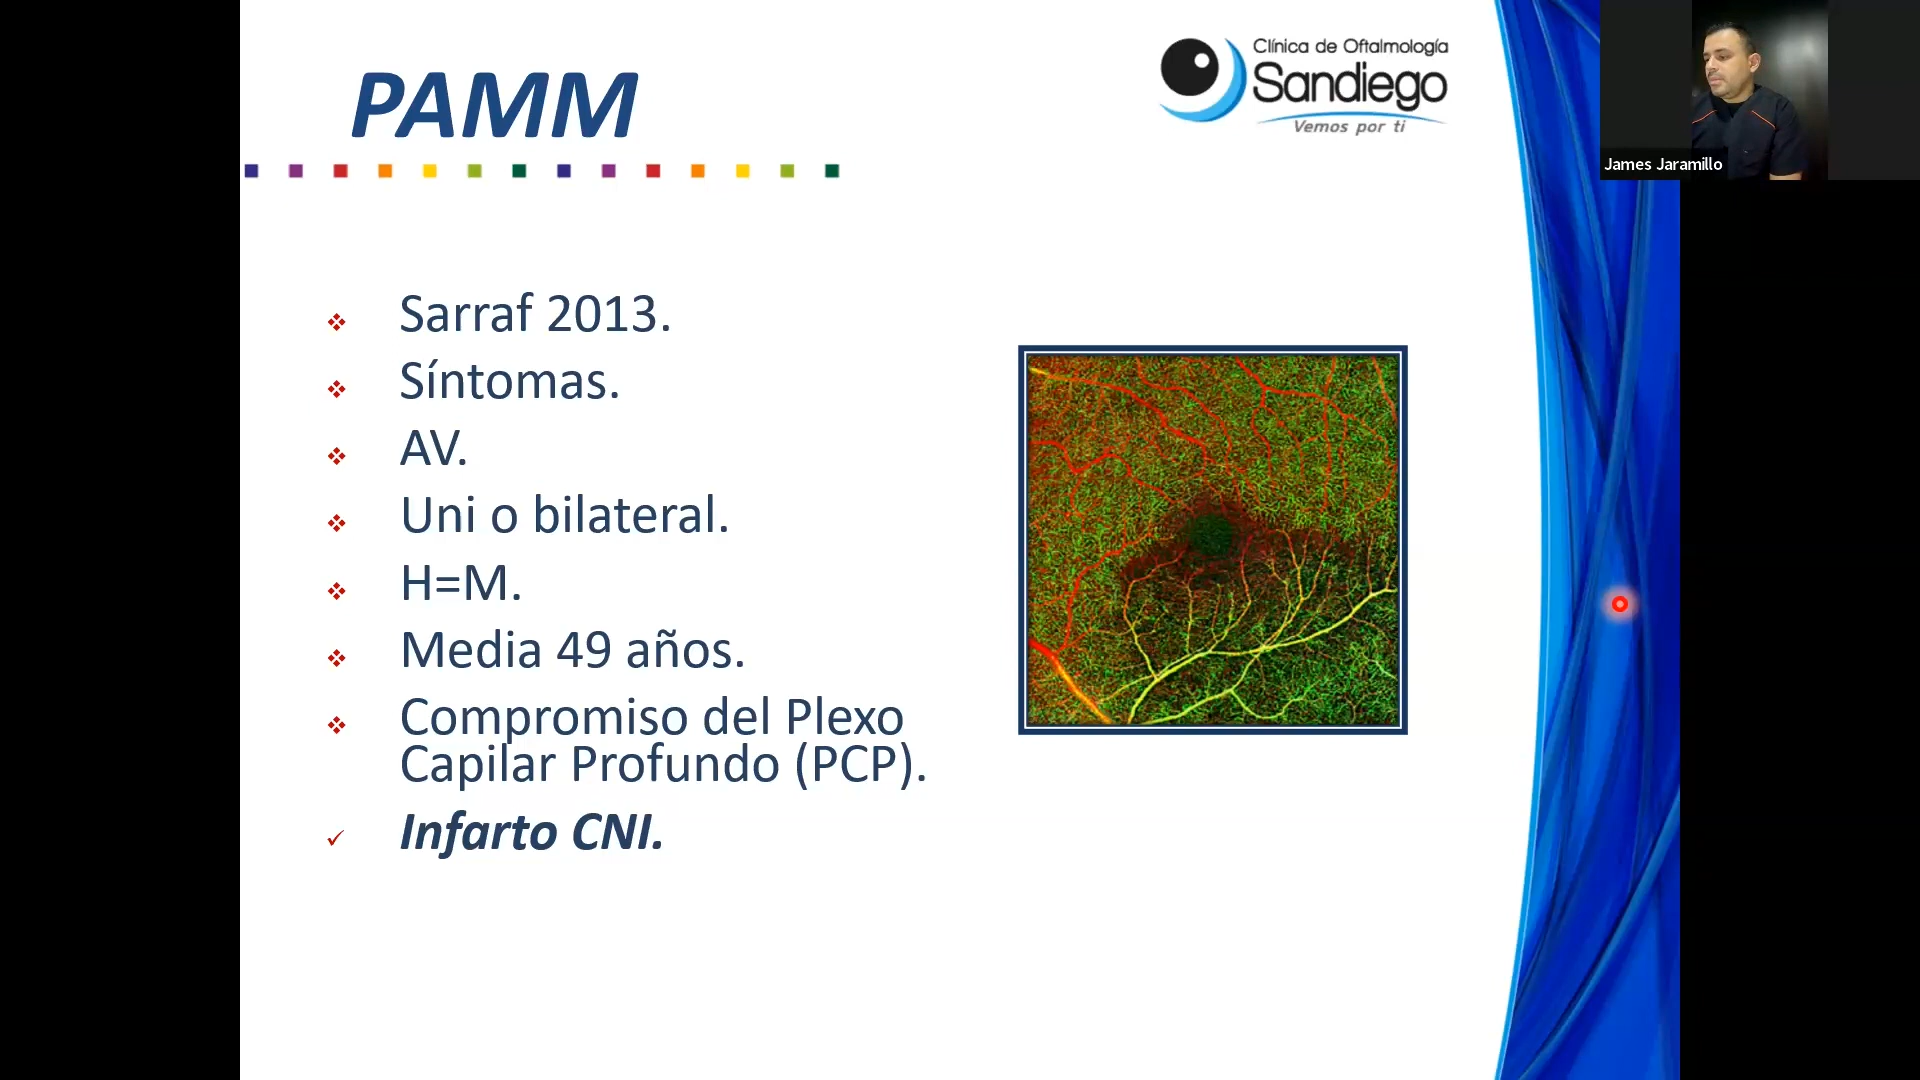 PAMM
Clínica de Oftalmología
Sandiego
Vemos por ti
James Jaramillo
Sarraf 2013.
Síntomas.
AV.
Uni o bilateral.
H=M.
Media 49 años.
Compromiso del Plexo
Capilar Profundo (PCP).
Infarto CNI.